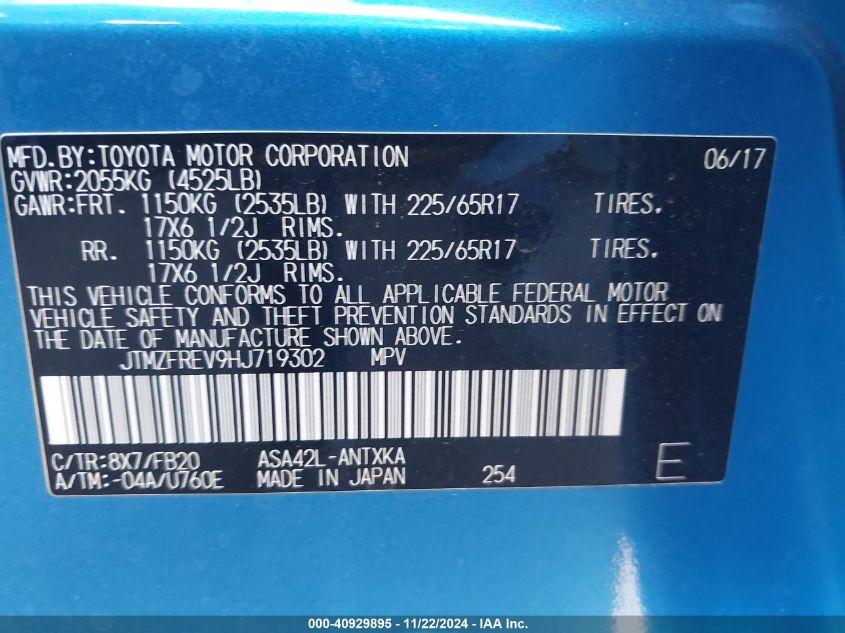 MFD.BY:TOYOTA MOTOR CORPORATION 06/17
GVWR:2055KG (4525LB)
GAWR:FRT. 1150KG (2535LB) WITH 225/65R17 TIRES.
17X6 1/2J RIMS.
RR. 1150KG (2535LB) WITH 225/65R17 TIRES.
17X6 1/2J RIMS.
THIS VEHICLE CONFORMS TO ALL APPLICABLE FEDERAL MOTOR
VEHICLE SAFETY AND THEFT PREVENTION STANDARDS IN EFFECT ON
THE DATE OF MANUFACTURE SHOWN ABOVE.
JTMZFREV9HJ719302 MPV
C/TR:8X7/FB20 ASA42L-ANTXKA
A/TM:-04A/U760E MADE IN JAPAN 254 E
000-40929895 - 11/22/2024 - IAA Inc.